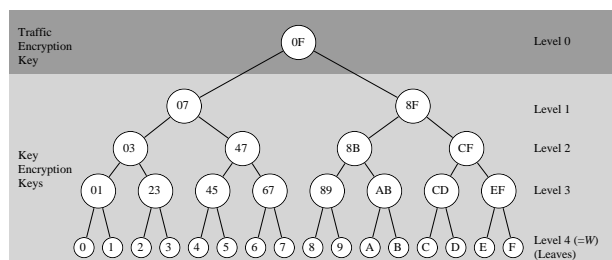 Traffic
Encryption
Key
0F
Level 0
07
8F
Level 1
03
47
8B
CF
Level 2
Key
Encryption
Keys
01
23
45
67
89
AB
CD
EF
Level 3
0
1
2
3
4
5
6
7
8
9
A
B
C
D
E
F
Level 4 (=W)
(Leaves)